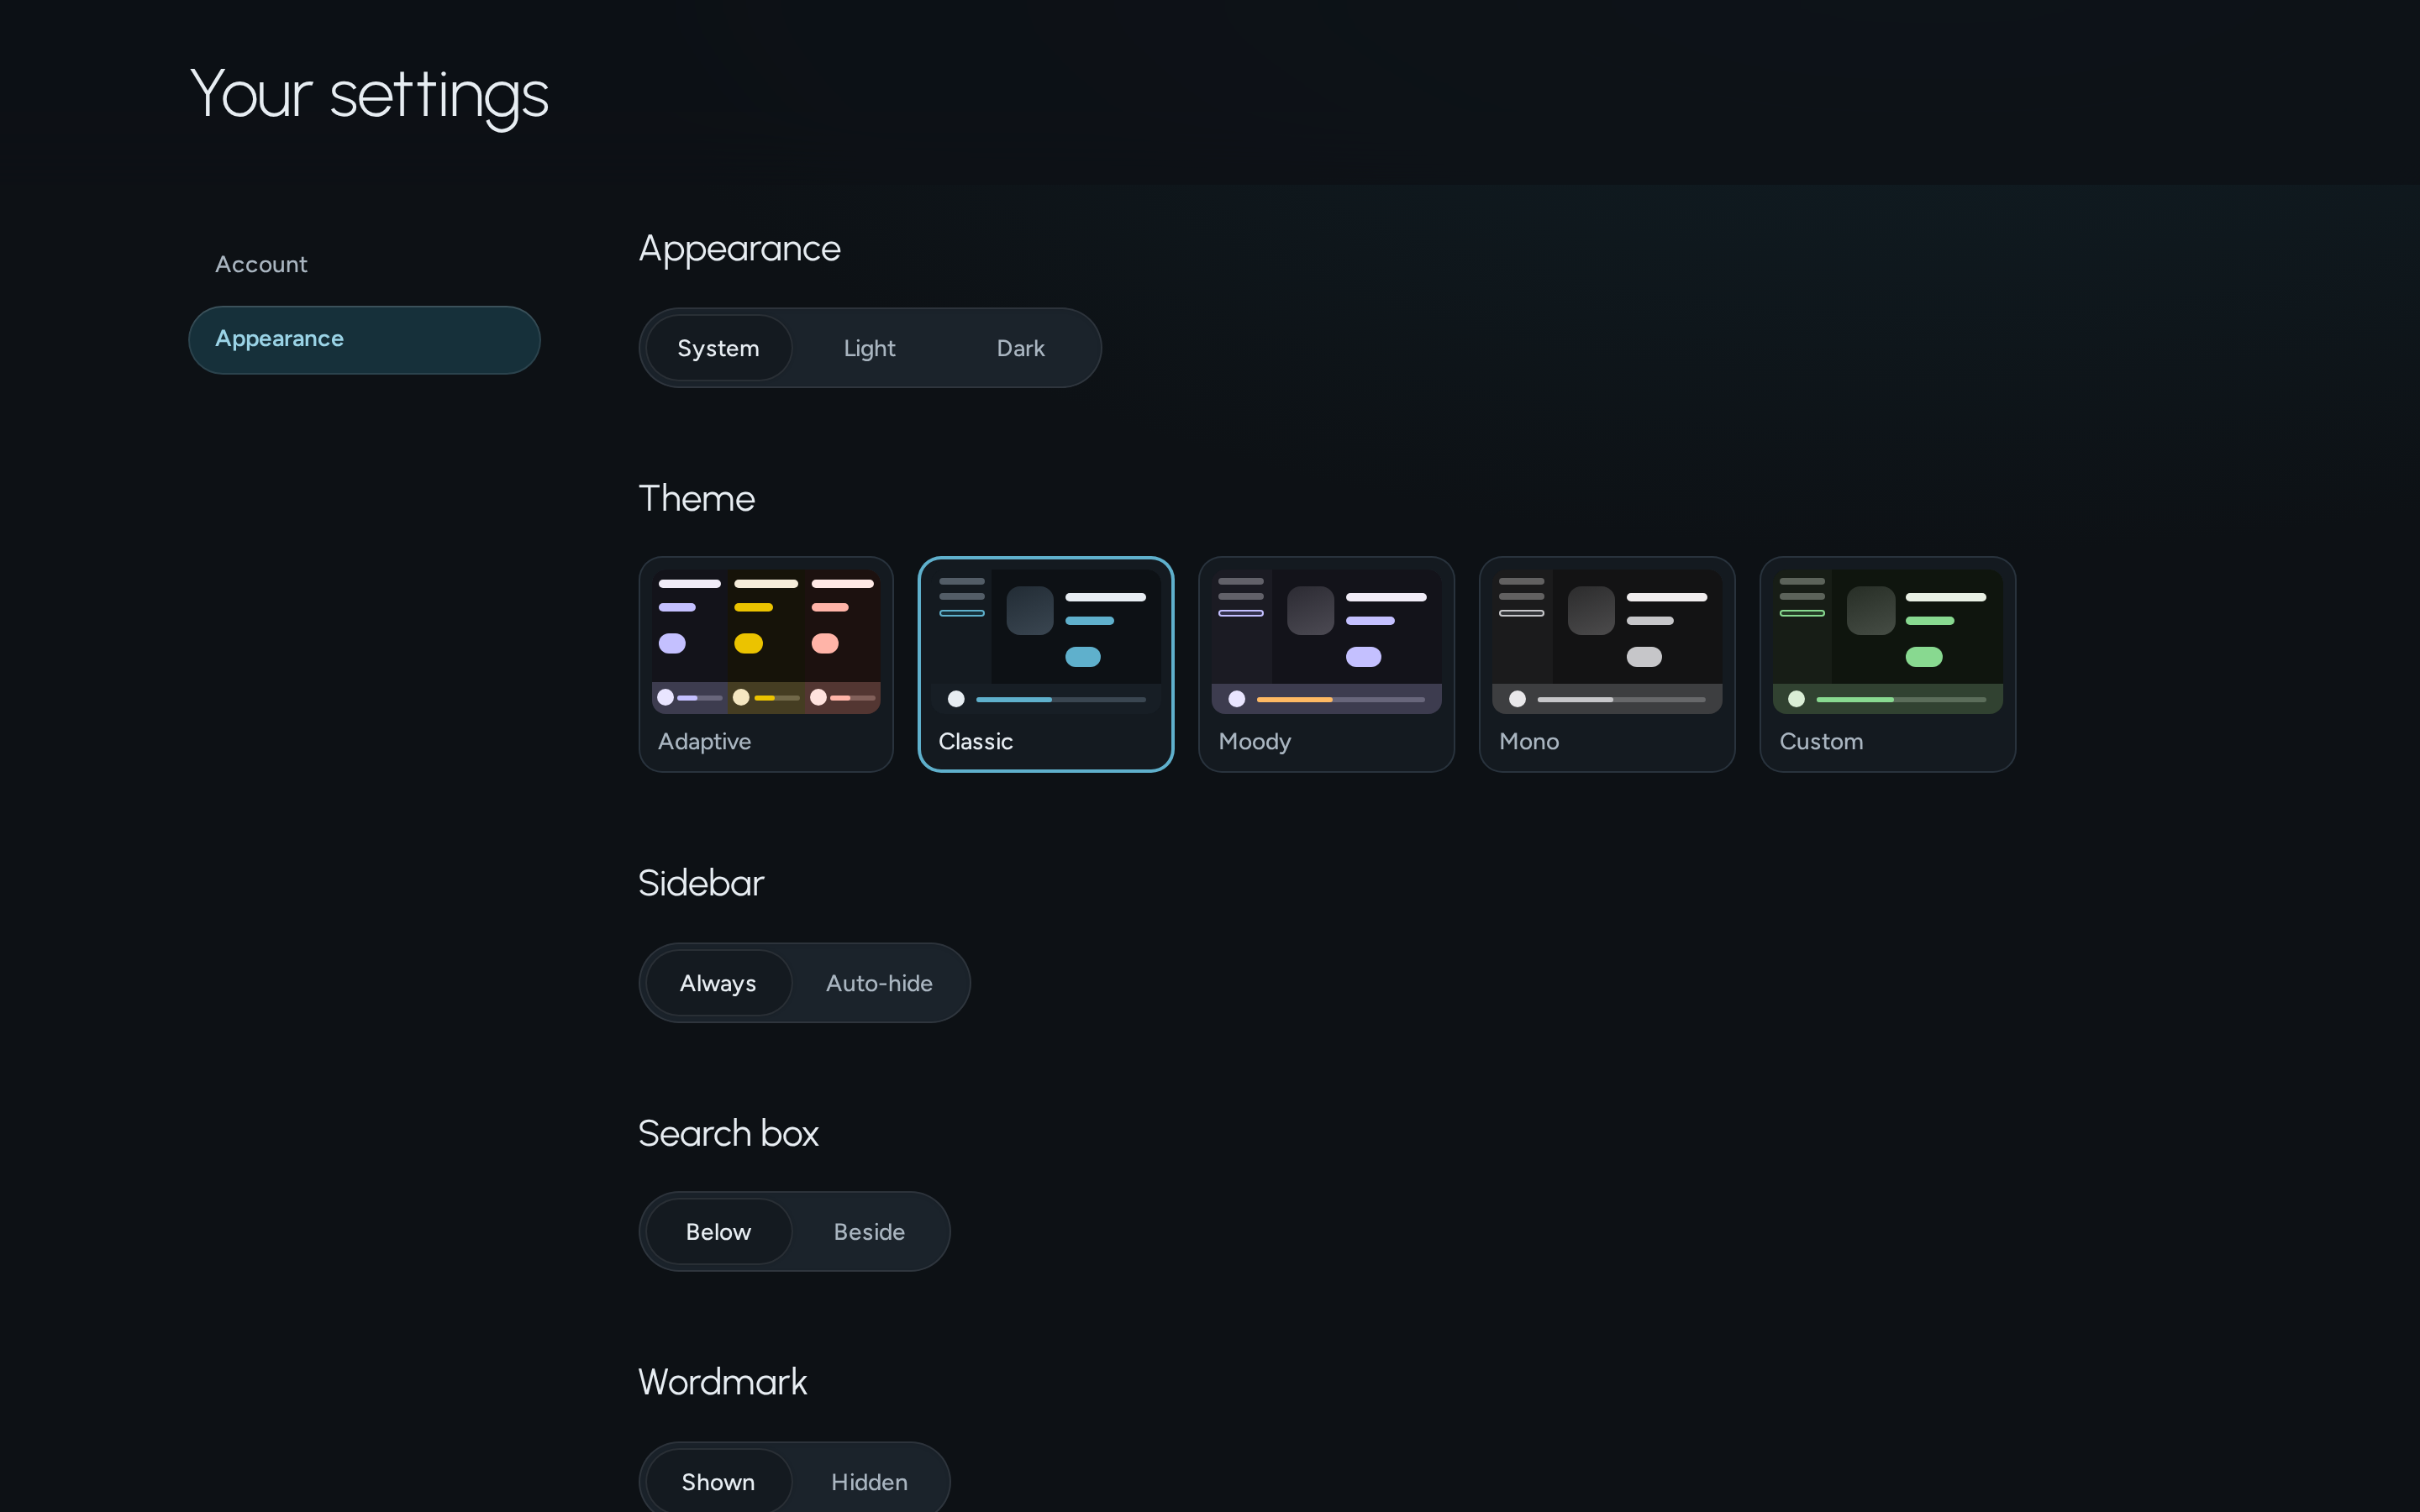 Your settings
Account
Appearance
Appearance
System Light Dark
Theme
Adaptive Classic Moody Mono Custom
Sidebar
Always Auto-hide
Search box
Below Beside
Wordmark
Shown Hidden